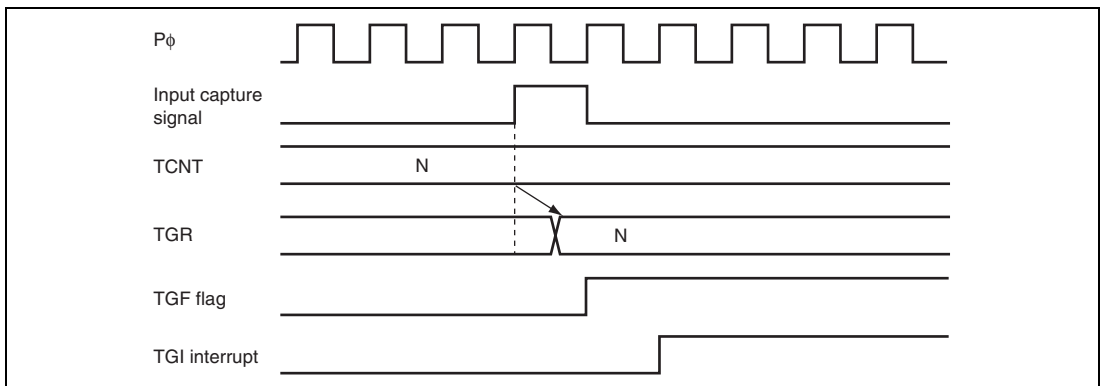 Pφ
Input capture
signal
TCNT
N
TGR
N
TGF flag
TGI interrupt